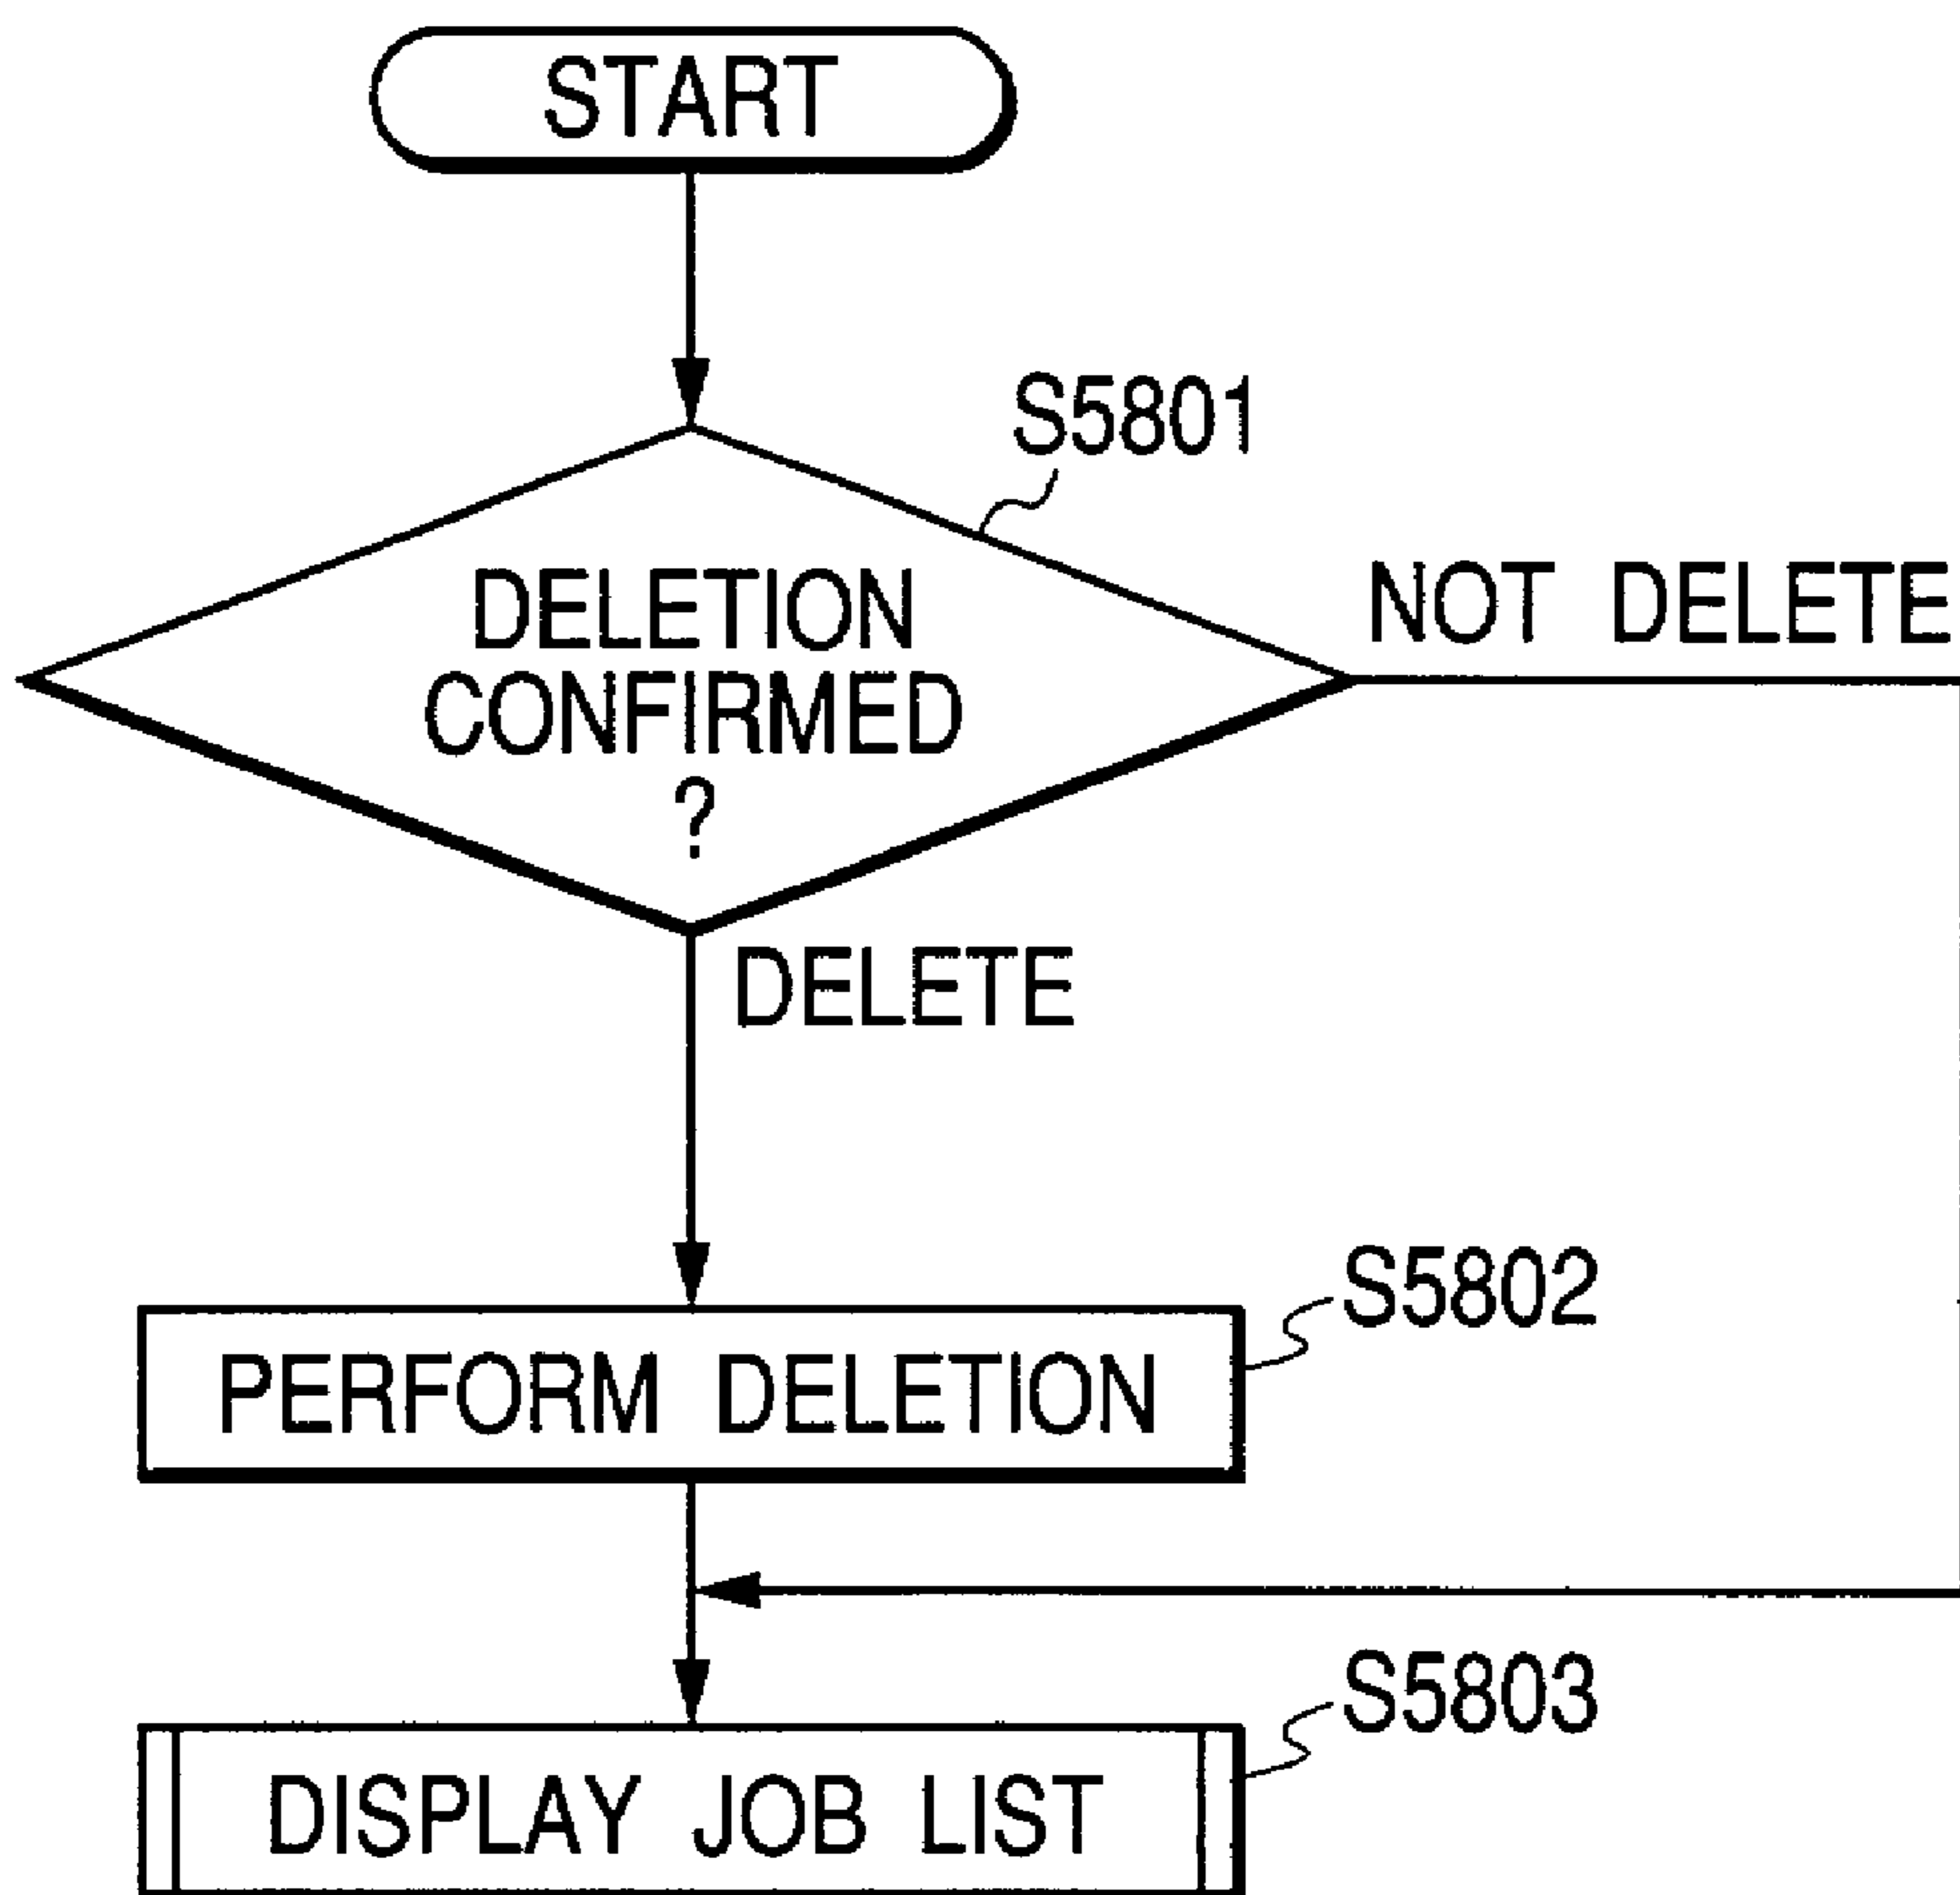 START
S5801
DELETION
CONFIRMED
?
NOT DELETE
DELETE
S5802
PERFORM DELETION
S5803
DISPLAY JOB LIST